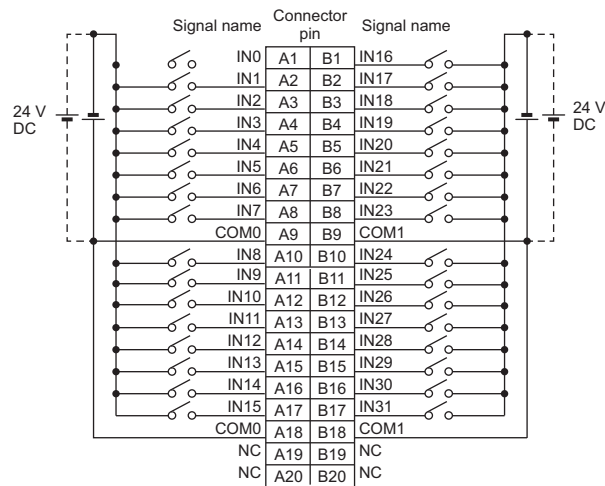 Signal name Connector pin Signal name
IN0 A1 B1 IN16
IN1 A2 B2 IN17
IN2 A3 B3 IN18
24 V DC IN3 A4 B4 IN19 24 V DC
IN4 A5 B5 IN20
IN5 A6 B6 IN21
IN6 A7 B7 IN22
IN7 A8 B8 IN23
COM0 A9 B9 COM1
IN8 A10 B10 IN24
IN9 A11 B11 IN25
IN10 A12 B12 IN26
IN11 A13 B13 IN27
IN12 A14 B14 IN28
IN13 A15 B15 IN29
IN14 A16 B16 IN30
IN15 A17 B17 IN31
COM0 A18 B18 COM1
NC A19 B19 NC
NC A20 B20 NC